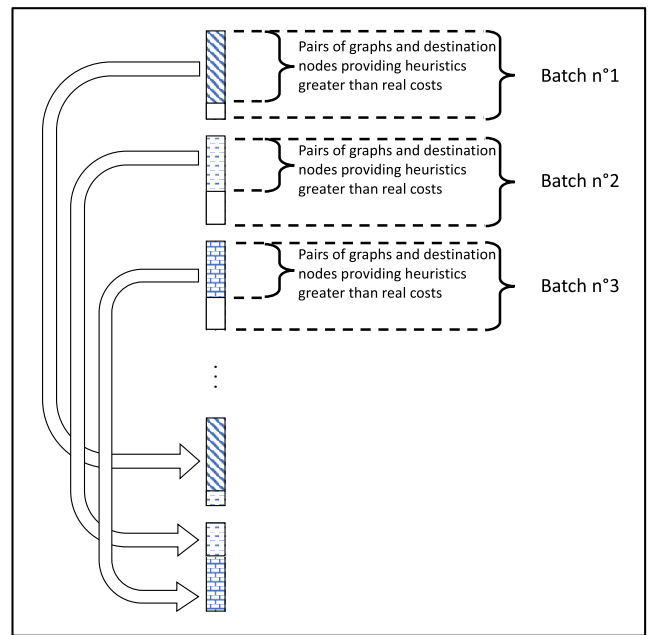 Pairs of graphs and destination
nodes providing heuristics
greater than real costs
Batch n°1
Pairs of graphs and destination
nodes providing heuristics
greater than real costs
Batch n°2
Pairs of graphs and destination
nodes providing heuristics
greater than real costs
Batch n°3